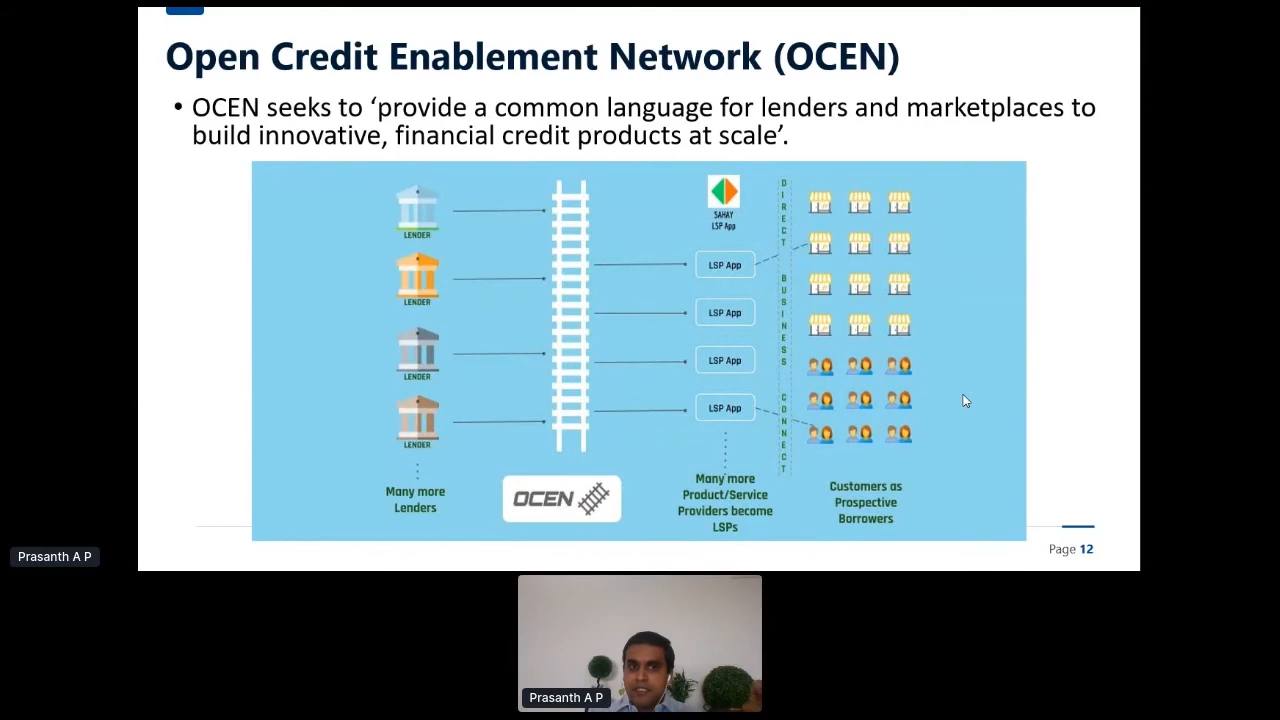 Open Credit Enablement Network (OCEN)
• OCEN seeks to ‘provide a common language for lenders and marketplaces to
build innovative, financial credit products at scale’.
LENDER
LENDER
LENDER
LENDER
Many more
Lenders
OCEN
SAHAY
LSP App
LSP App
LSP App
LSP App
LSP App
Many more
Product/Service
Providers become
LSPs
DIRECT BUSINESS CONNECT
Customers as
Prospective
Borrowers
Page 12
Prasanth A P
Prasanth A P